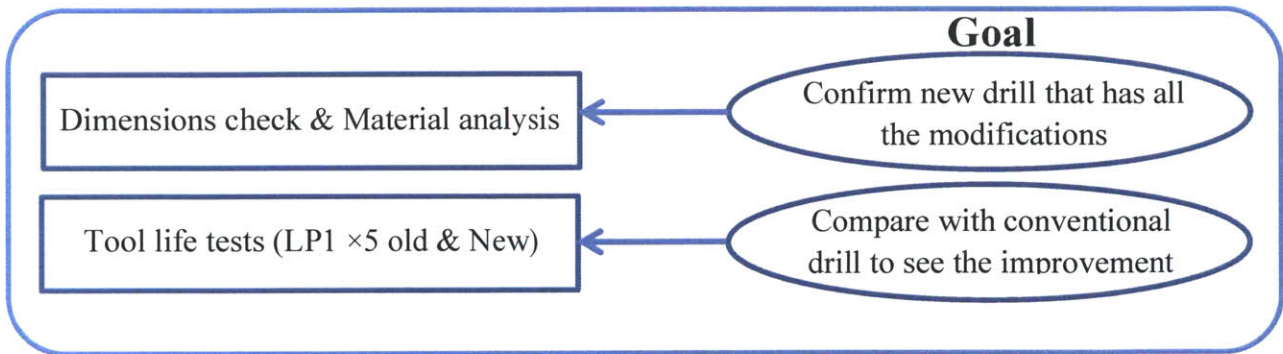 Goal
Dimensions check & Material analysis
Confirm new drill that has all
the modifications
Tool life tests (LP1 ×5 old & New)
Compare with conventional
drill to see the improvement